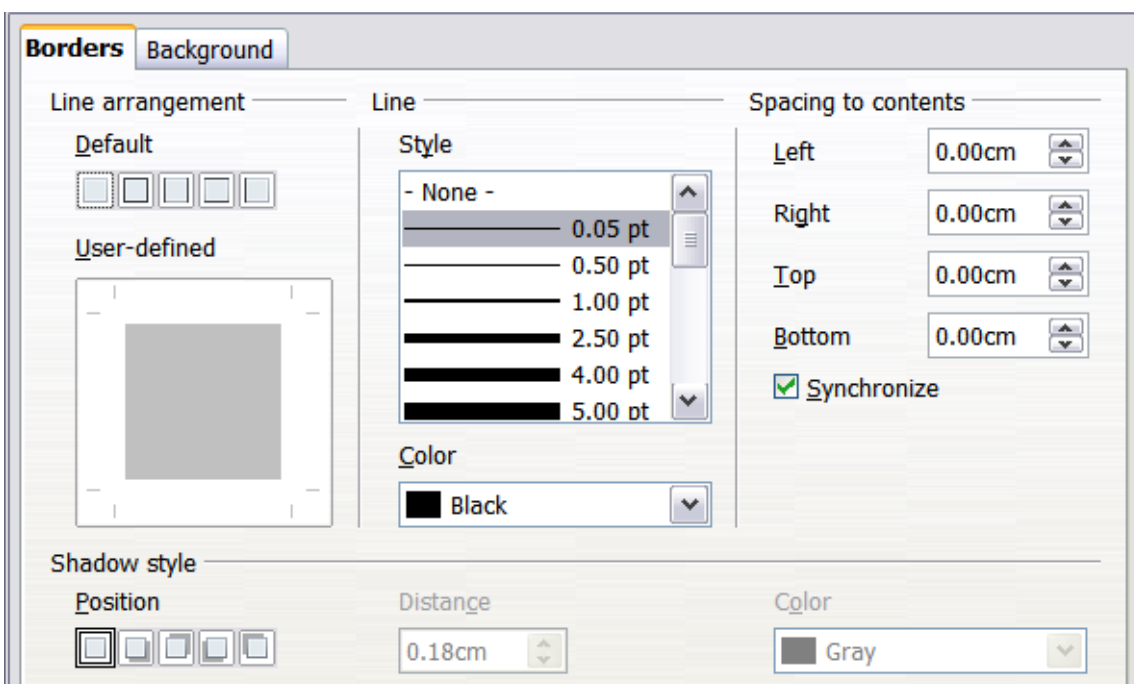 Borders Background
Line arrangement
Default
User-defined
Line
Style
- None -
0.05 pt
0.50 pt
1.00 pt
2.50 pt
4.00 pt
5.00 pt
Color
Black
Spacing to contents
Left 0.00cm
Right 0.00cm
Top 0.00cm
Bottom 0.00cm
Synchronize
Shadow style
Position
Distance
0.18cm
Color
Gray